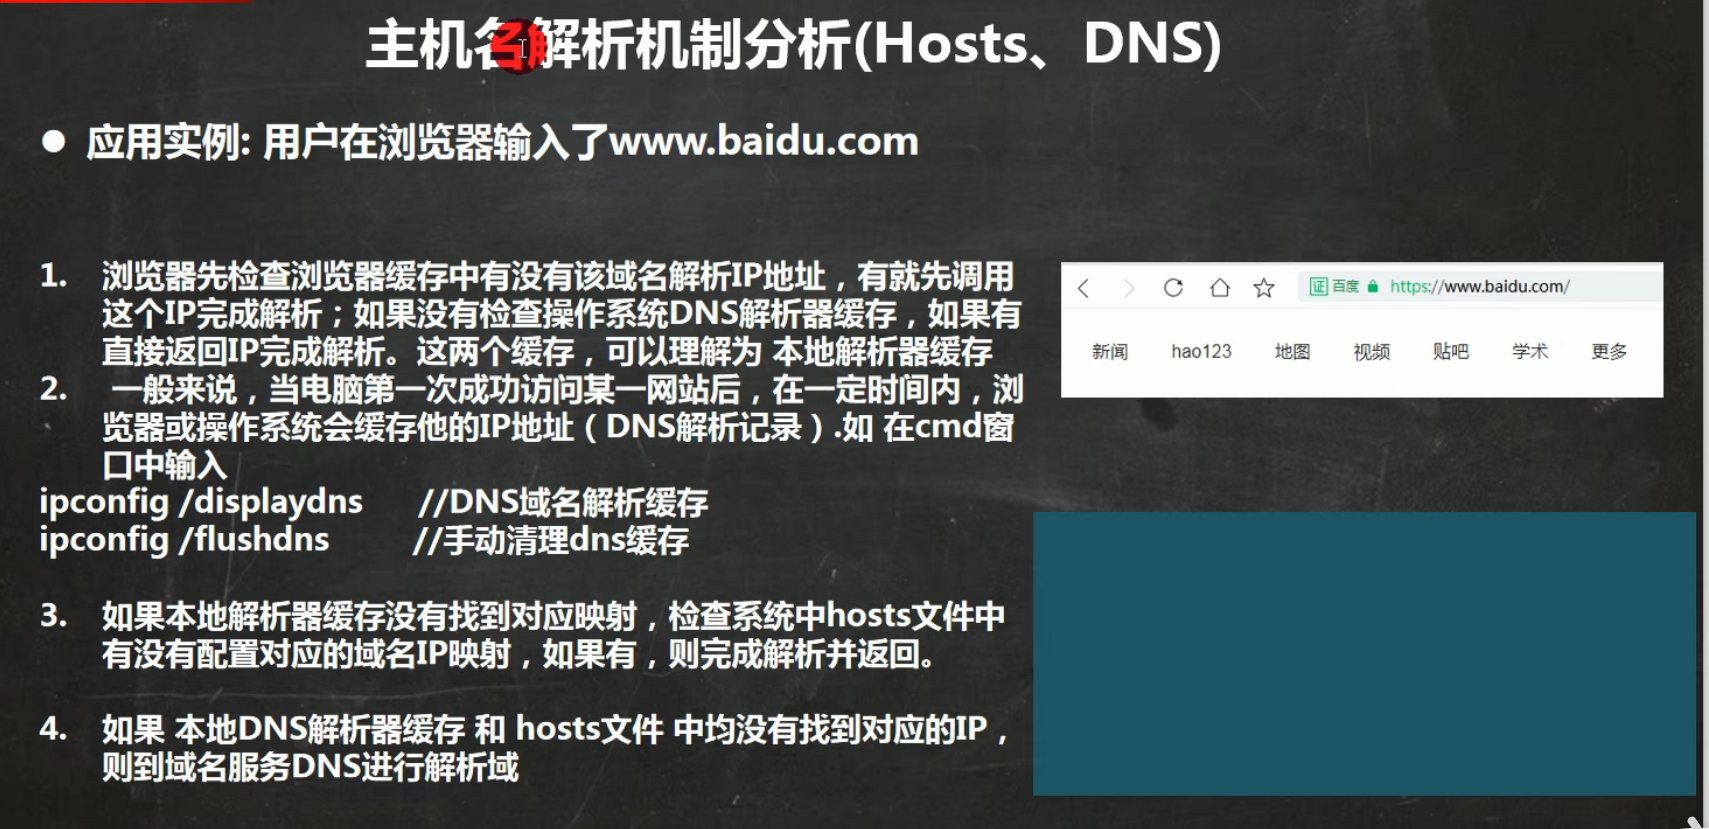 主机名解析机制分析(Hosts、DNS)
● 应用实例: 用户在浏览器输入了www.baidu.com
1. 浏览器先检查浏览器缓存中有没有该域名解析IP地址，有就先调用
这个IP完成解析；如果没有检查操作系统DNS解析器缓存，如果有
直接返回IP完成解析。这两个缓存，可以理解为 本地解析器缓存
2. 一般来说，当电脑第一次成功访问某一网站后，在一定时间内，浏
览器或操作系统会缓存他的IP地址（DNS解析记录）.如 在cmd窗
口中输入
ipconfig /displaydns //DNS域名解析缓存
ipconfig /flushdns //手动清理dns缓存
3. 如果本地解析器缓存没有找到对应映射，检查系统中hosts文件中
有没有配置对应的域名IP映射，如果有，则完成解析并返回。
4. 如果 本地DNS解析器缓存 和 hosts文件 中均没有找到对应的IP，
则到域名服务DNS进行解析域
证 百度 https://www.baidu.com/
新闻 hao123 地图 视频 贴吧 学术 更多